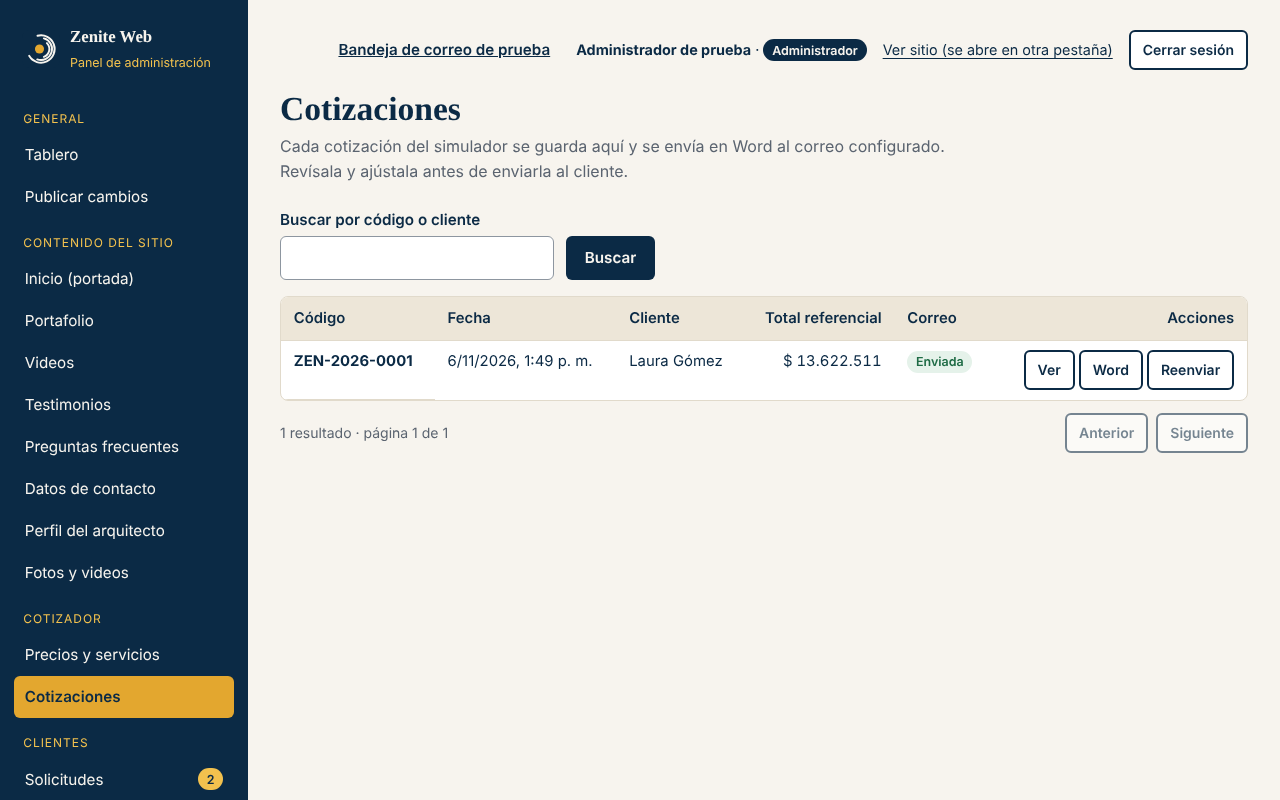 Zenite Web
Panel de administración
GENERAL
Tablero
Publicar cambios
CONTENIDO DEL SITIO
Inicio (portada)
Portafolio
Videos
Testimonios
Preguntas frecuentes
Datos de contacto
Perfil del arquitecto
Fotos y videos
COTIZADOR
Precios y servicios
Cotizaciones
CLIENTES
Solicitudes 2
Bandeja de correo de prueba Administrador de prueba · Administrador Ver sitio (se abre en otra pestaña) Cerrar sesión
Cotizaciones
Cada cotización del simulador se guarda aquí y se envía en Word al correo configurado.
Revísala y ajústala antes de enviarla al cliente.
Buscar por código o cliente
Buscar
Código Fecha Cliente Total referencial Correo Acciones
ZEN-2026-0001 6/11/2026, 1:49 p. m. Laura Gómez $ 13.622.511 Enviada Ver Word Reenviar
1 resultado · página 1 de 1 Anterior Siguiente